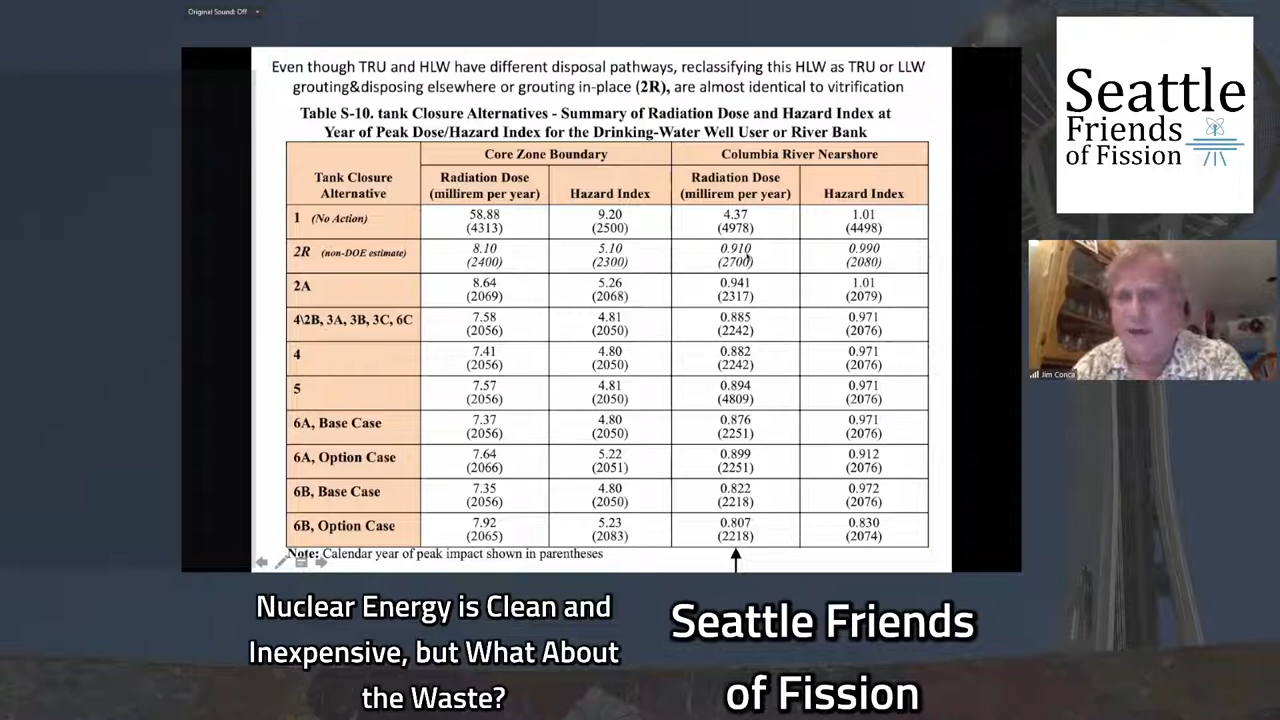 Original Sound: Off
Even though TRU and HLW have different disposal pathways, reclassifying this HLW as TRU or LLW
grouting&disposing elsewhere or grouting in-place (2R), are almost identical to vitrification
Table S-10. tank Closure Alternatives - Summary of Radiation Dose and Hazard Index at
Year of Peak Dose/Hazard Index for the Drinking-Water Well User or River Bank
Tank Closure Alternative
Core Zone Boundary
Columbia River Nearshore
Radiation Dose (millirem per year)
Hazard Index
Radiation Dose (millirem per year)
Hazard Index
1 (No Action) 58.88 (4313) 9.20 (2500) 4.37 (4978) 1.01 (4498)
2R (non-DOE estimate) 8.10 (2400) 5.10 (2300) 0.910 (2700) 0.990 (2080)
2A 8.64 (2069) 5.26 (2068) 0.941 (2317) 1.01 (2079)
4\2B, 3A, 3B, 3C, 6C 7.58 (2056) 4.81 (2050) 0.885 (2242) 0.971 (2076)
4 7.41 (2056) 4.80 (2050) 0.882 (2242) 0.971 (2076)
5 7.57 (2056) 4.81 (2050) 0.894 (4809) 0.971 (2076)
6A, Base Case 7.37 (2056) 4.80 (2050) 0.876 (2251) 0.971 (2076)
6A, Option Case 7.64 (2066) 5.22 (2051) 0.899 (2251) 0.912 (2076)
6B, Base Case 7.35 (2056) 4.80 (2050) 0.822 (2218) 0.972 (2076)
6B, Option Case 7.92 (2065) 5.23 (2083) 0.807 (2218) 0.830 (2074)
Note: Calendar year of peak impact shown in parentheses
Seattle
Friends
of Fission
Jim Conca
Nuclear Energy is Clean and
Inexpensive, but What About
the Waste?
Seattle Friends
of Fission